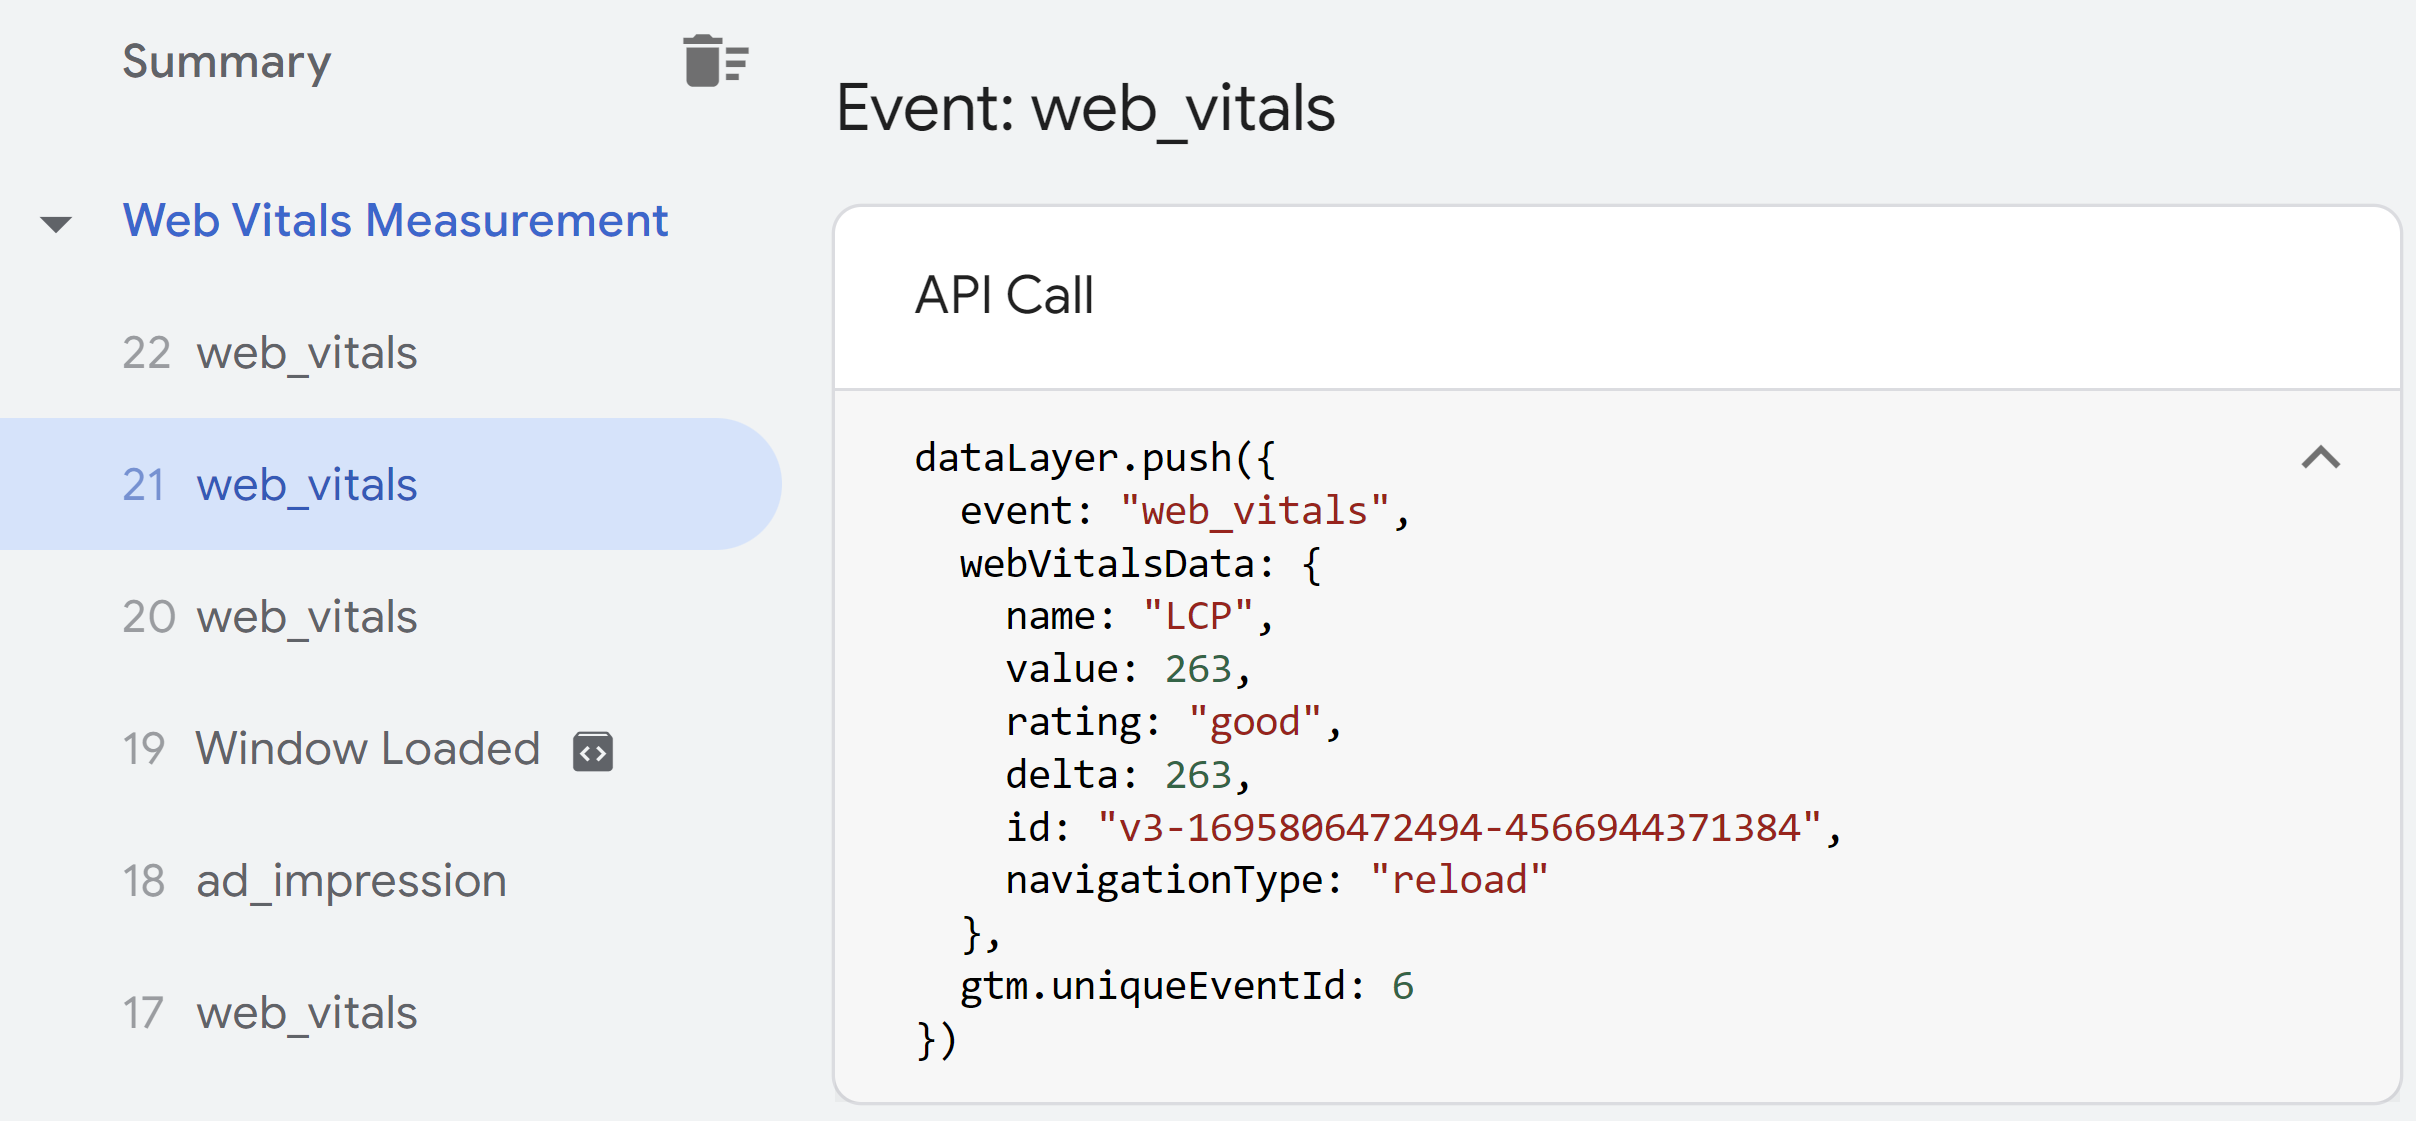 Summary
Web Vitals Measurement
22 web_vitals
21 web_vitals
20 web_vitals
19 Window Loaded
18 ad_impression
17 web_vitals
Event: web_vitals
API Call
dataLayer.push({
  event: "web_vitals",
  webVitalsData: {
    name: "LCP",
    value: 263,
    rating: "good",
    delta: 263,
    id: "v3-1695806472494-4566944371384",
    navigationType: "reload"
  },
  gtm.uniqueEventId: 6
})